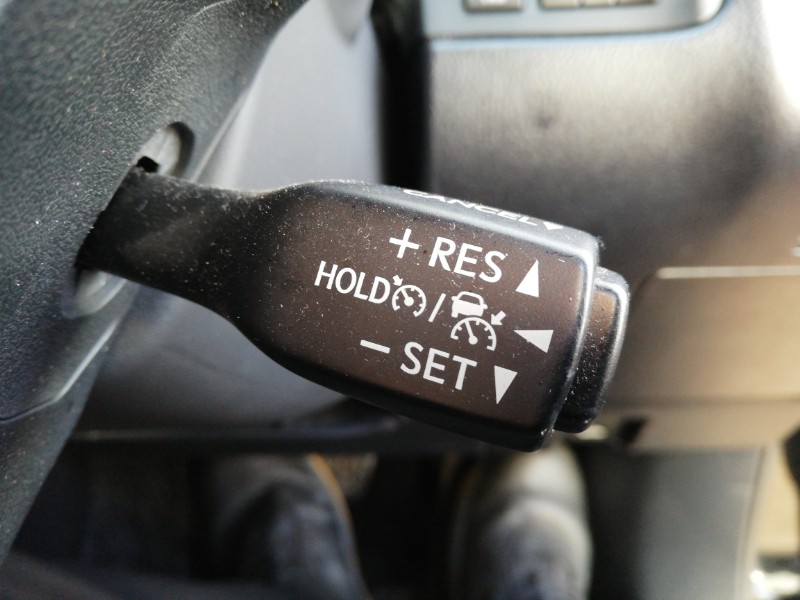 CANCEL
+ RES
HOLD /
− SET